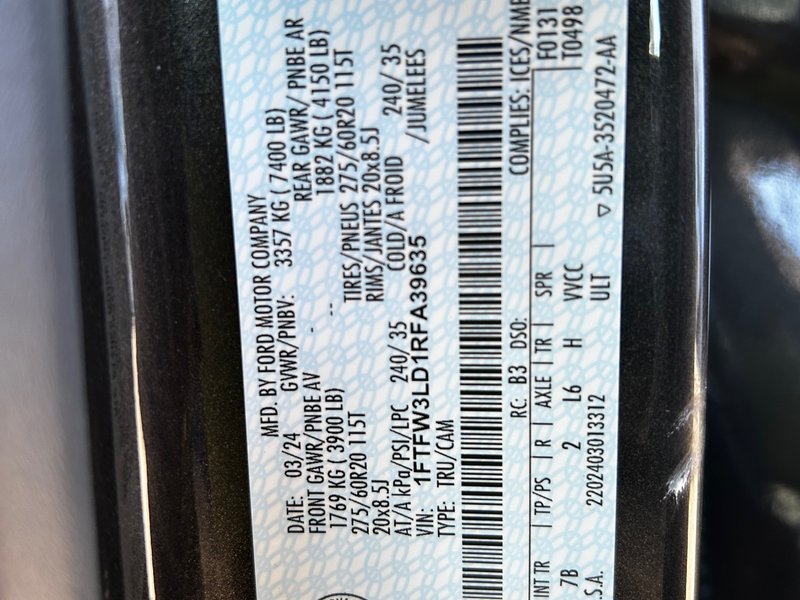 MFD. BY FORD MOTOR COMPANY
DATE: 03/24 GVWR/PNBV: 3357 KG ( 7400 LB)
FRONT GAWR/PNBE AV - REAR GAWR/ PNBE AR
1769 KG ( 3900 LB) -- 1882 KG ( 4150 LB)
275/60R20 115T TIRES/PNEUS 275/60R20 115T
20x8.5J RIMS/JANTES 20x8.5J
AT/A kPa/PSI/LPC 240/ 35 COLD/A FROID 240/ 35
VIN: 1FTFW3LD1RFA39635 /JUMELEES
TYPE: TRU/CAM
COMPLIES: ICES/NMB
RC: B3 DSO: F0131
INT TR | TP/PS | R | AXLE | TR | SPR | T0498
7B 2 L6 H VVCC
S.A. 2202403013312 ULT ▽ 5U5A-3520472-AA